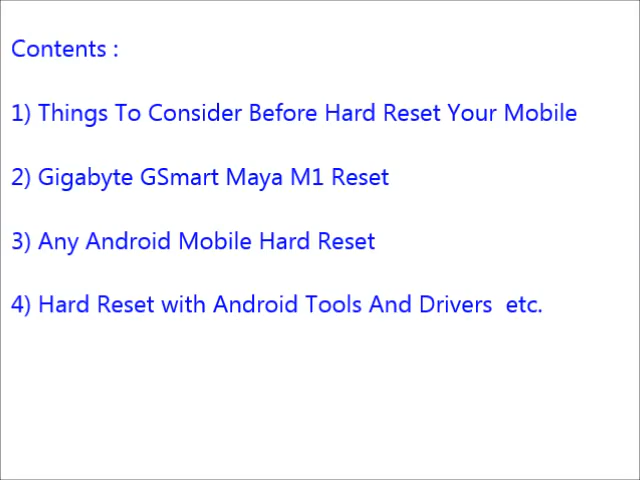 Contents :
1) Things To Consider Before Hard Reset Your Mobile
2) Gigabyte GSmart Maya M1 Reset
3) Any Android Mobile Hard Reset
4) Hard Reset with Android Tools And Drivers  etc.